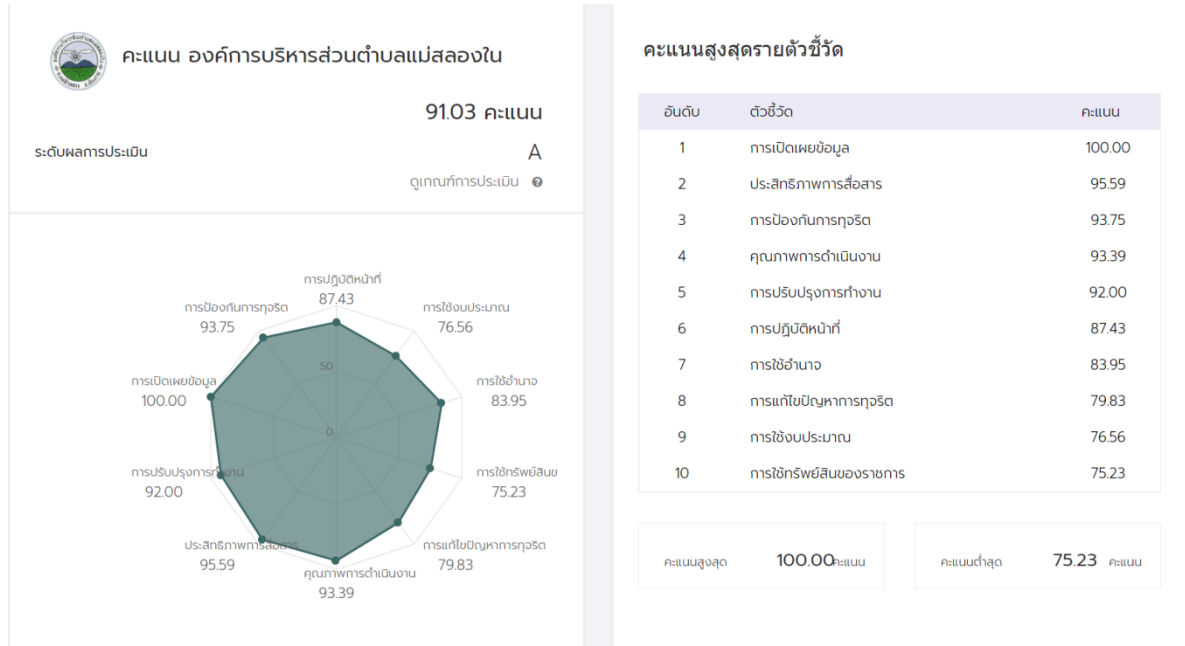 คะแนน องค์การบริหารส่วนตำบลแม่สลองใน
91.03 คะแนน
ระดับผลการประเมิน A
ดูเกณฑ์การประเมิน
การปฏิบัติหน้าที่
87.43
การป้องกันการทุจริต
93.75
การใช้งบประมาณ
76.56
50
การเปิดเผยข้อมูล
100.00
การใช้อำนาจ
83.95
0
การปรับปรุงการทำงาน
92.00
การใช้ทรัพย์สินข
75.23
ประสิทธิภาพการสื่อสาร
95.59
การแก้ไขปัญหาการทุจริต
79.83
คุณภาพการดำเนินงาน
93.39
คะแนนสูงสุดรายตัวชี้วัด
อันดับ ตัวชี้วัด คะแนน
1 การเปิดเผยข้อมูล 100.00
2 ประสิทธิภาพการสื่อสาร 95.59
3 การป้องกันการทุจริต 93.75
4 คุณภาพการดำเนินงาน 93.39
5 การปรับปรุงการทำงาน 92.00
6 การปฏิบัติหน้าที่ 87.43
7 การใช้อำนาจ 83.95
8 การแก้ไขปัญหาการทุจริต 79.83
9 การใช้งบประมาณ 76.56
10 การใช้ทรัพย์สินของราชการ 75.23
คะแนนสูงสุด 100.00คะแนน
คะแนนต่ำสุด 75.23 คะแนน